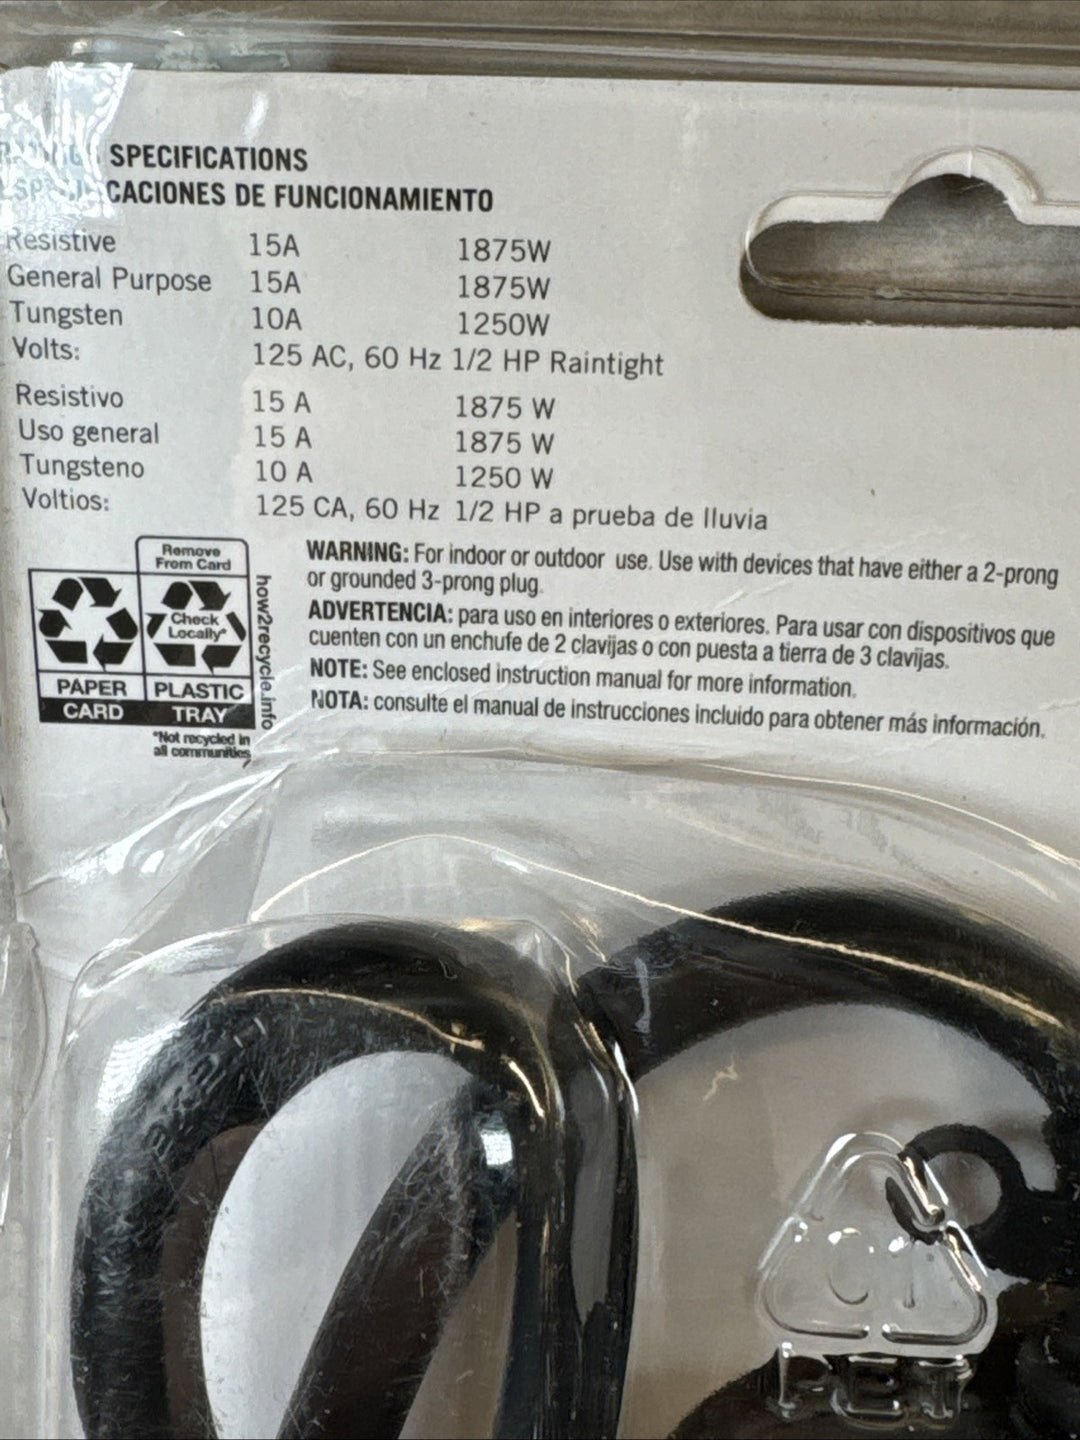 SPECIFICATIONS
CACIONES DE FUNCIONAMIENTO
Resistive 15A 1875W
General Purpose 15A 1875W
Tungsten 10A 1250W
Volts: 125 AC, 60 Hz 1/2 HP Raintight
Resistivo 15 A 1875 W
Uso general 15 A 1875 W
Tungsteno 10 A 1250 W
Voltios: 125 CA, 60 Hz 1/2 HP a prueba de lluvia
Remove
From Card
Check
Locally*
PAPER PLASTIC
CARD TRAY
*Not recycled in
all communities
how2recycle.info
WARNING: For indoor or outdoor use. Use with devices that have either a 2-prong
or grounded 3-prong plug.
ADVERTENCIA: para uso en interiores o exteriores. Para usar con dispositivos que
cuenten con un enchufe de 2 clavijas o con puesta a tierra de 3 clavijas.
NOTE: See enclosed instruction manual for more information.
NOTA: consulte el manual de instrucciones incluido para obtener más información.